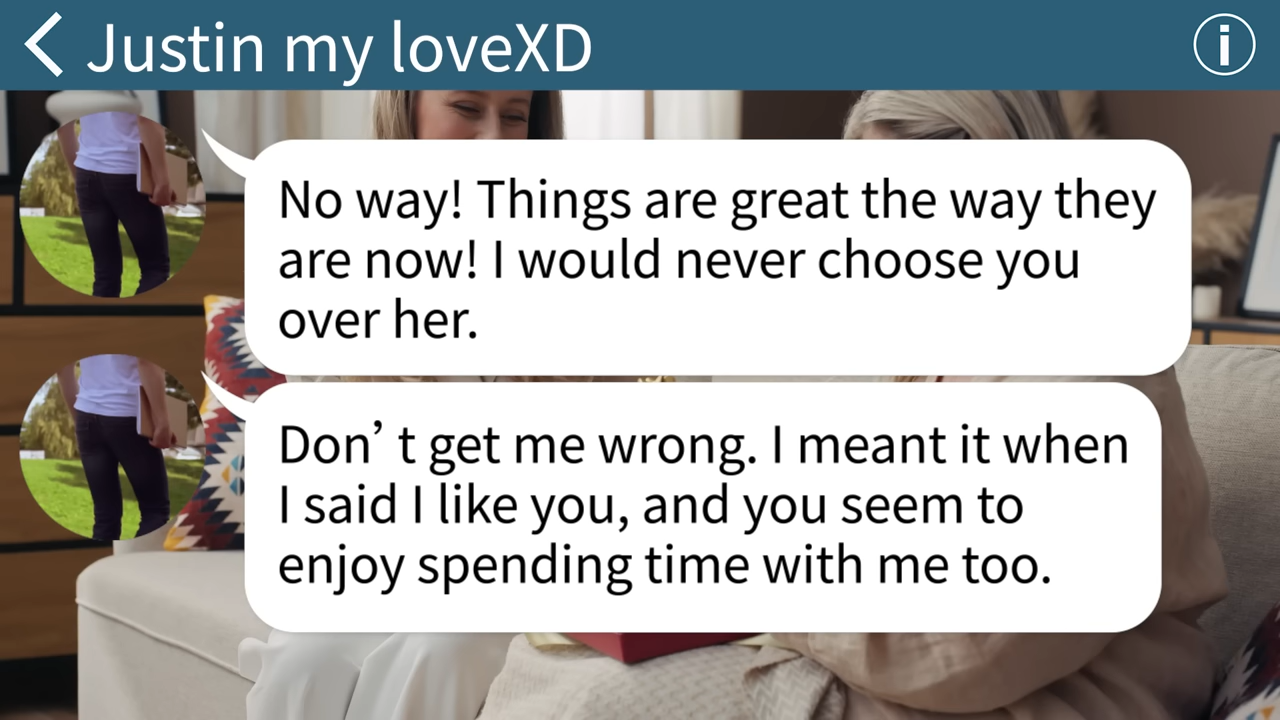 Justin my loveXD
No way! Things are great the way they
are now! I would never choose you
over her.
Don’ t get me wrong. I meant it when
I said I like you, and you seem to
enjoy spending time with me too.